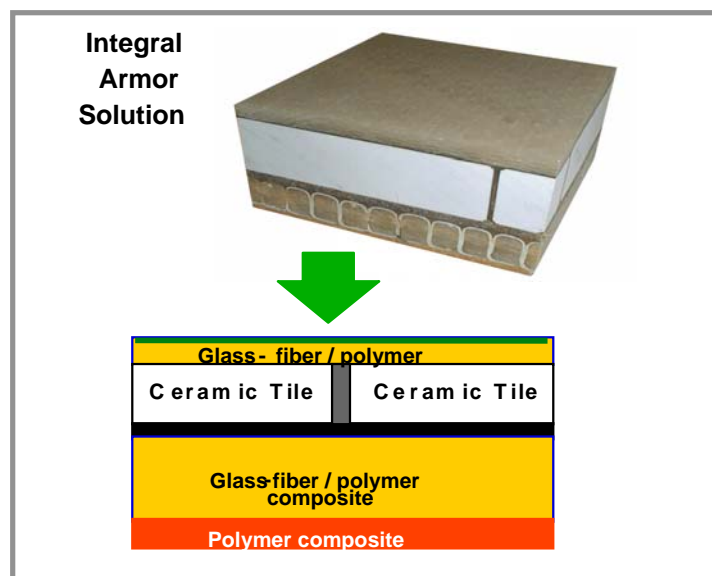 Integral
Armor
Solution
Glass- fiber / polymer
Ceramic Tile Ceramic Tile
Glass-fiber / polymer
composite
Polymer composite